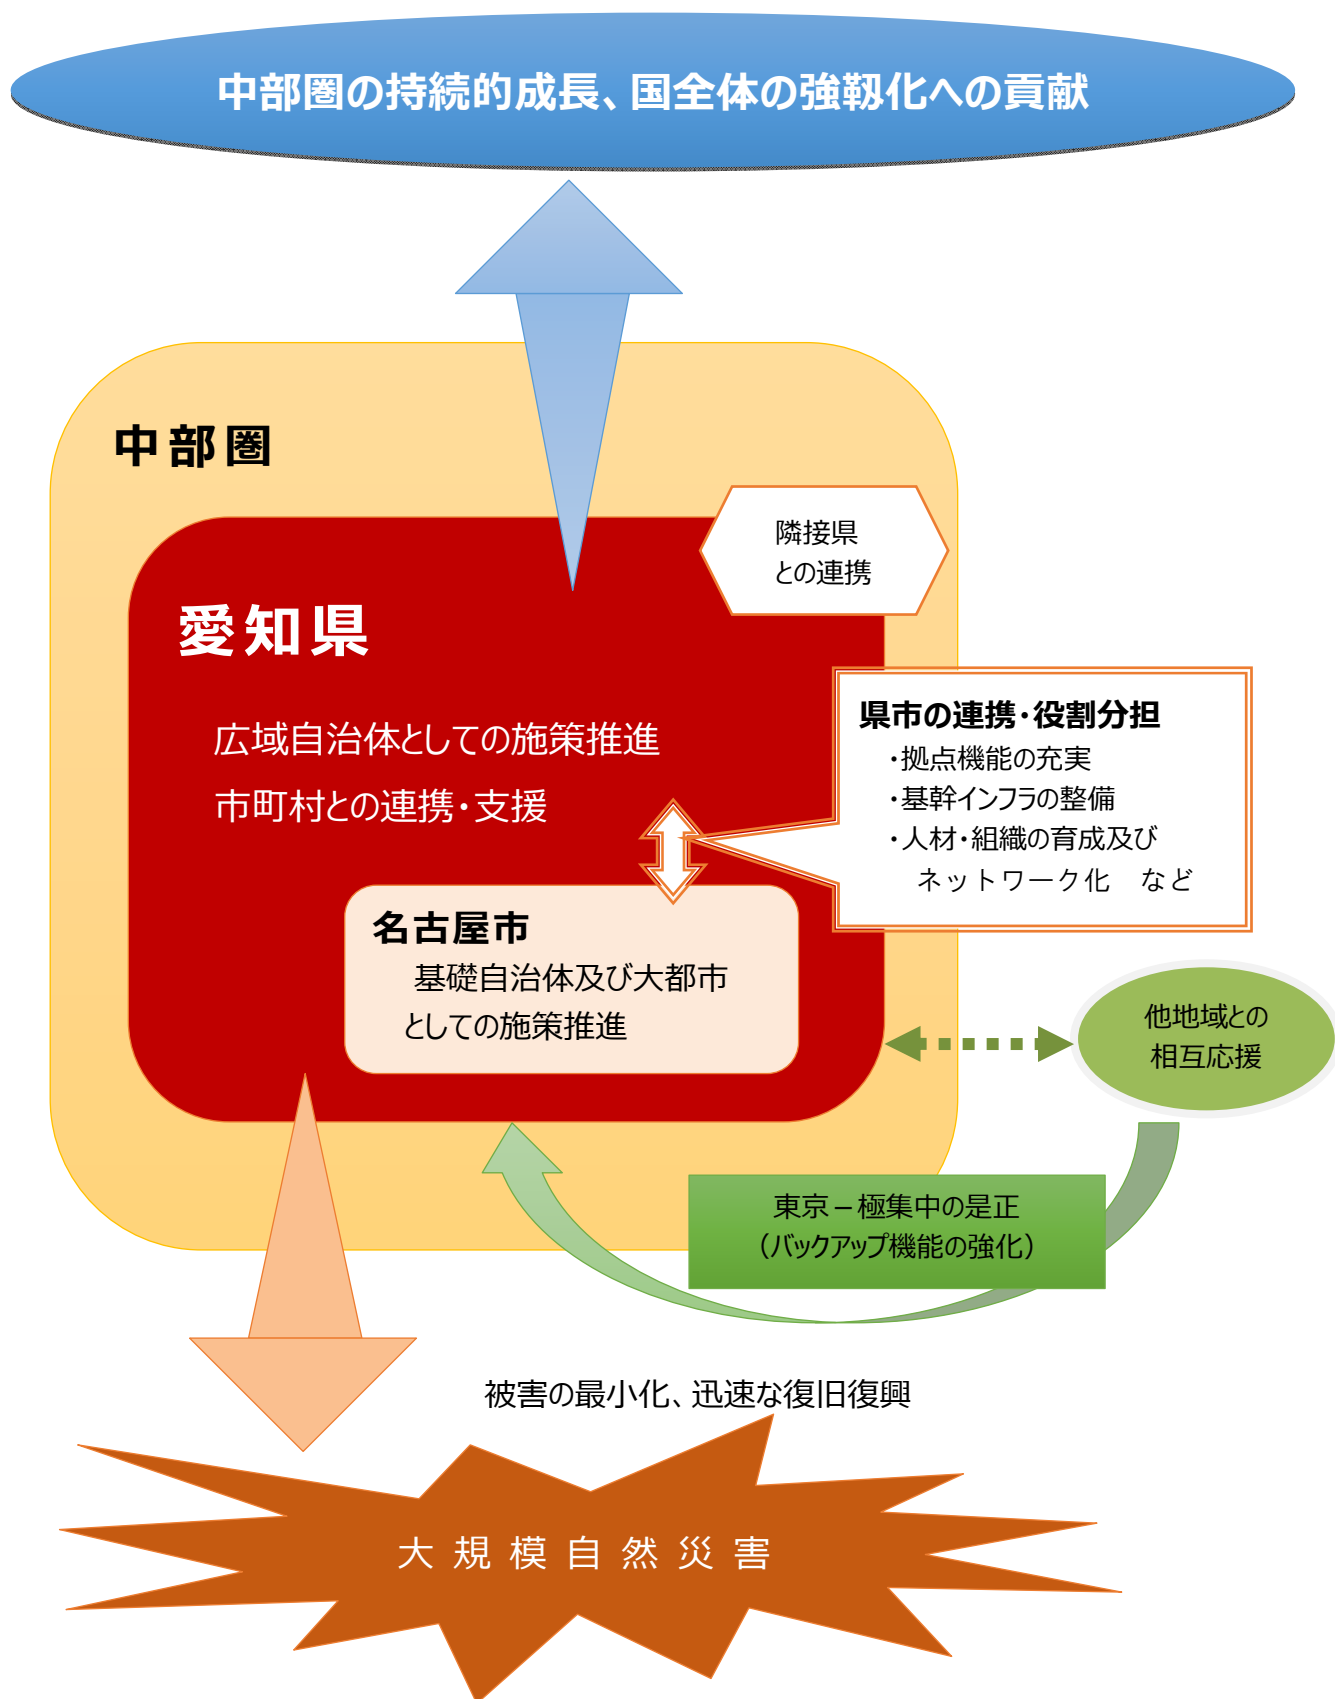 中部圏の持続的成長、国全体の強靱化への貢献
中部圏
隣接県
との連携
愛知県
広域自治体としての施策推進
市町村との連携・支援
県市の連携・役割分担
・拠点機能の充実
・基幹インフラの整備
・人材・組織の育成及び
ネットワーク化　など
名古屋市
基礎自治体及び大都市
としての施策推進
他地域との
相互応援
東京－極集中の是正
（バックアップ機能の強化）
被害の最小化、迅速な復旧復興
大規模自然災害